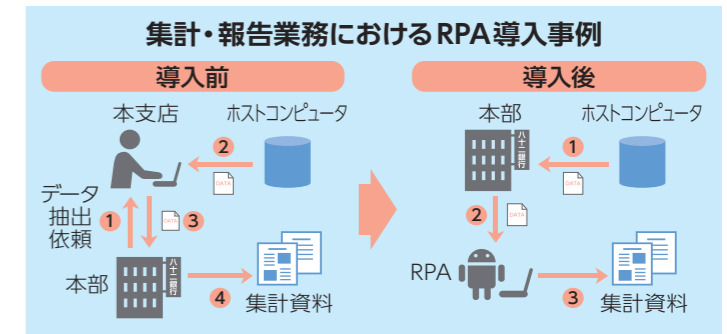 集計・報告業務におけるRPA導入事例
導入前
本支店
ホストコンピュータ
2
DATA
データ
抽出
依頼
1
DATA
3
本部
八十二銀行
4
集計資料
導入後
本部
ホストコンピュータ
八十二銀行
1
DATA
2
DATA
RPA
3
集計資料